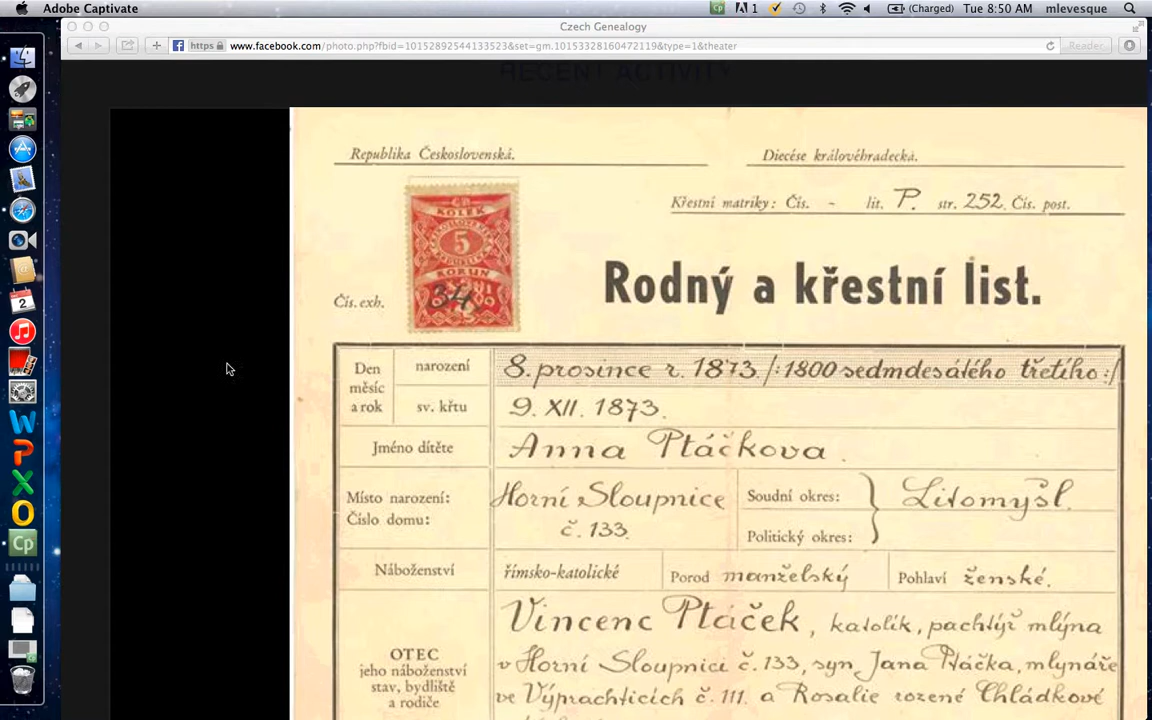 Adobe Captivate
1 (Charged) Tue 8:50 AM mlevesque
Czech Genealogy
https www.facebook.com/photo.php?fbid=10152892544133523&set=gm.10153328160472119&type=1&theater
Reader
RECENT ACTIVITY
Republika Československá. Diecése královéhradecká.
Křestní matriky: Čís. - lit. P. str. 252. Čís. post.
KOLEK
5
KORUN
34
Čís. exh.
Rodný a křestní list.
Den měsíc a rok narození 8. prosince r. 1873 /: 1800 sedmdesátého třetího :/
sv. křtu 9. XII. 1873.
Jméno dítěte Anna Ptáčkova.
Místo narození: Horní Sloupnice Soudní okres: Litomyšl.
Číslo domu: č. 133. Politický okres:
Náboženství římsko-katolické Porod manželský Pohlaví ženské.
Vincenc Ptáček, katolík, pachtýř mlýna
OTEC
jeho náboženství v Horní Sloupnici č. 133, syn Jana Ptáčka, mlynáře
stav, bydliště ve Výprachticích č. 111. a Rosalie rozené Chládkové
a rodiče